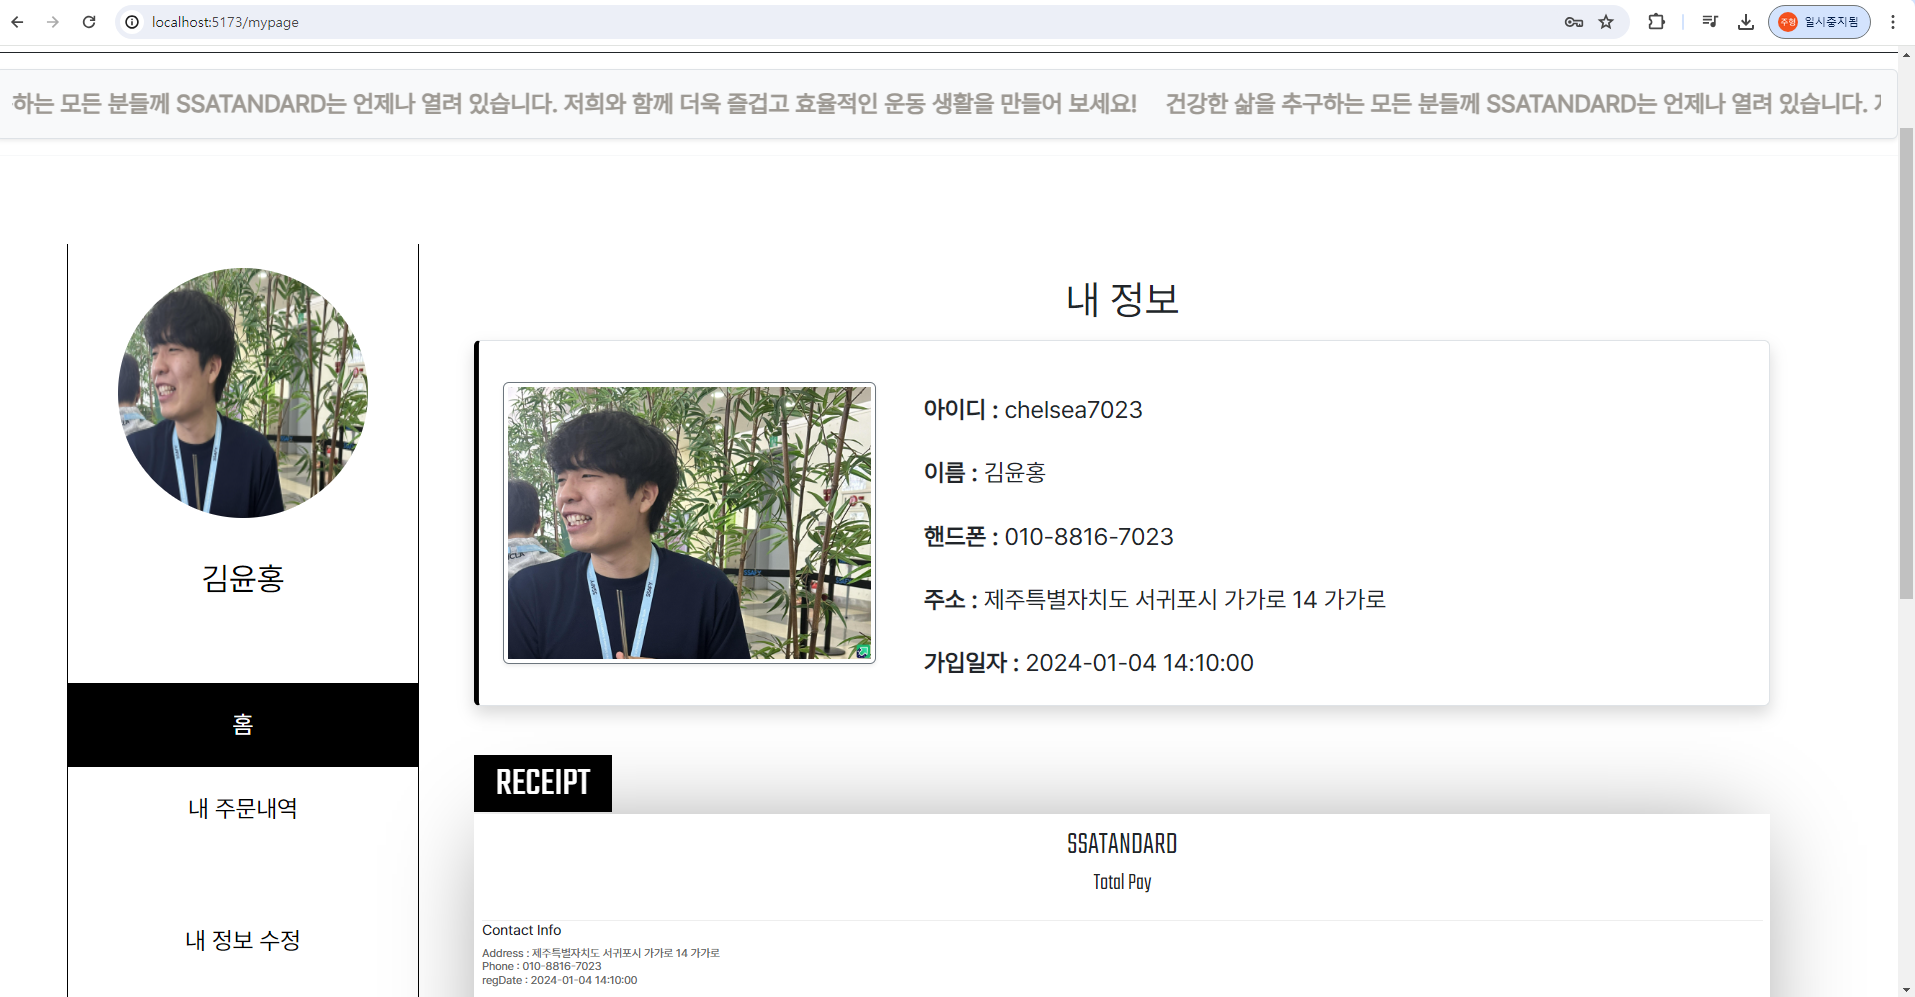 localhost:5173/mypage
주형 일시중지됨
하는 모든 분들께 SSATANDARD는 언제나 열려 있습니다. 저희와 함께 더욱 즐겁고 효율적인 운동 생활을 만들어 보세요! 건강한 삶을 추구하는 모든 분들께 SSATANDARD는 언제나 열려 있습니다.
내 정보
아이디 : chelsea7023
이름 : 김윤홍
핸드폰 : 010-8816-7023
주소 : 제주특별자치도 서귀포시 가가로 14 가가로
가입일자 : 2024-01-04 14:10:00
김윤홍
홈
내 주문내역
내 정보 수정
RECEIPT
SSATANDARD
Total Pay
Contact Info
Address : 제주특별자치도 서귀포시 가가로 14 가가로
Phone : 010-8816-7023
regDate : 2024-01-04 14:10:00